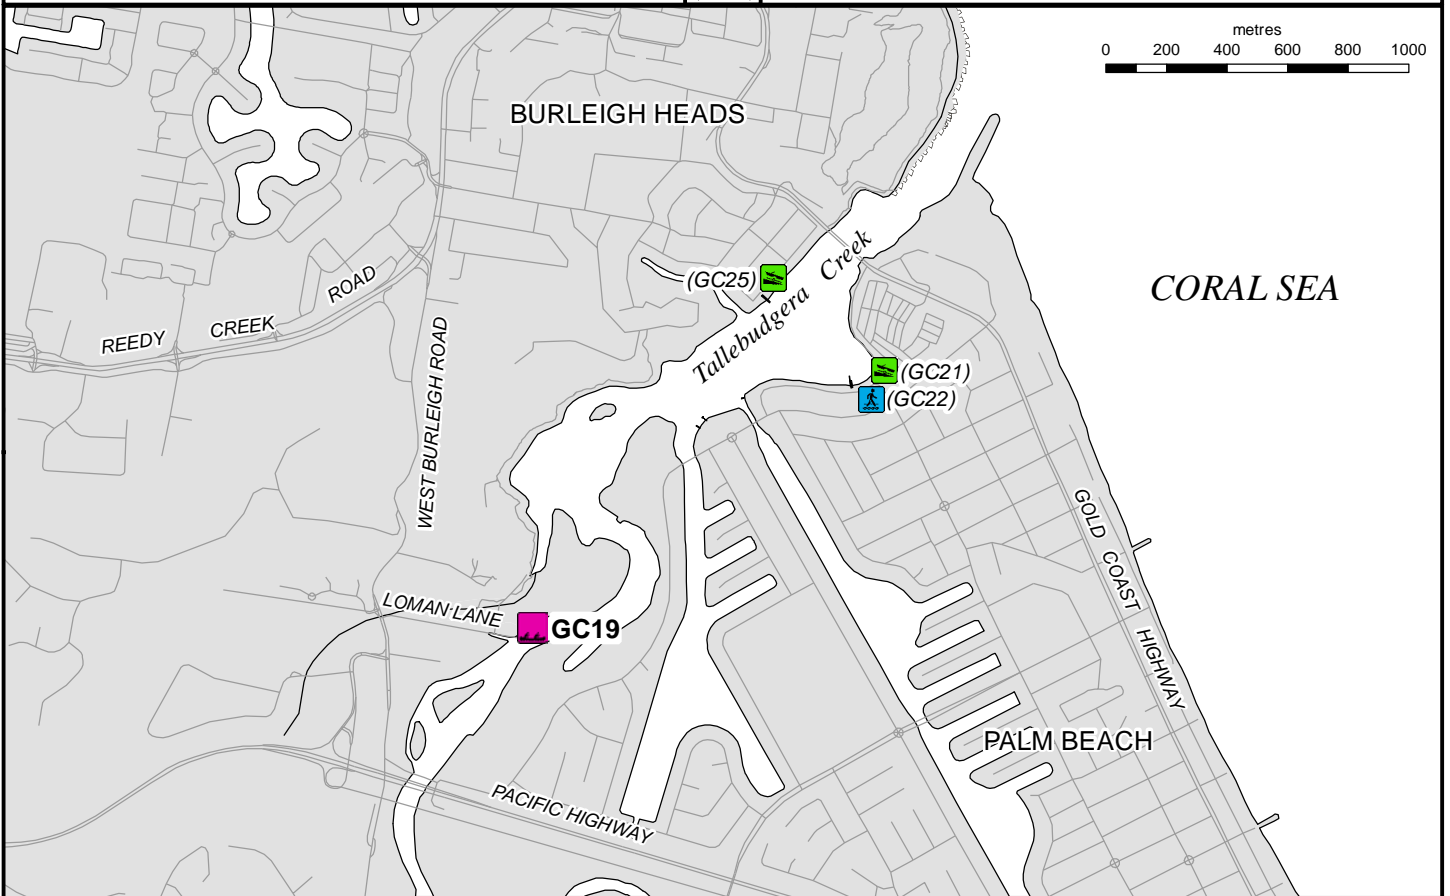 metres
0 200 400 600 800 1000
BURLEIGH HEADS
Tallebudgera Creek
(GC25)
CORAL SEA
REEDY CREEK ROAD
WEST BURLEIGH ROAD
(GC21)
(GC22)
GOLD COAST HIGHWAY
LOMAN LANE
GC19
PALM BEACH
PACIFIC HIGHWAY